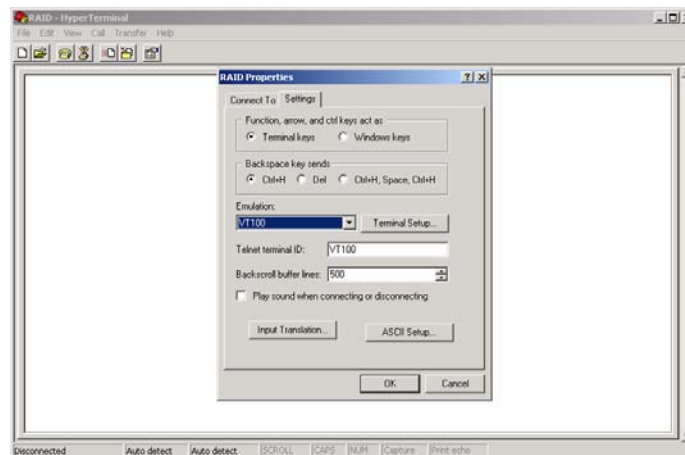 RAID - HyperTerminal
File Edit View Call Transfer Help
RAID Properties
Connect To Settings
Function, arrow, and ctrl keys act as
Terminal keys Windows keys
Backspace key sends
Ctrl+H Del Ctrl+H, Space, Ctrl+H
Emulation:
VT100 Terminal Setup...
Telnet terminal ID: VT100
Backscroll buffer lines: 500
Play sound when connecting or disconnecting
Input Translation... ASCII Setup...
OK Cancel
Disconnected Auto detect Auto detect SCROLL CAPS NUM Capture Print echo